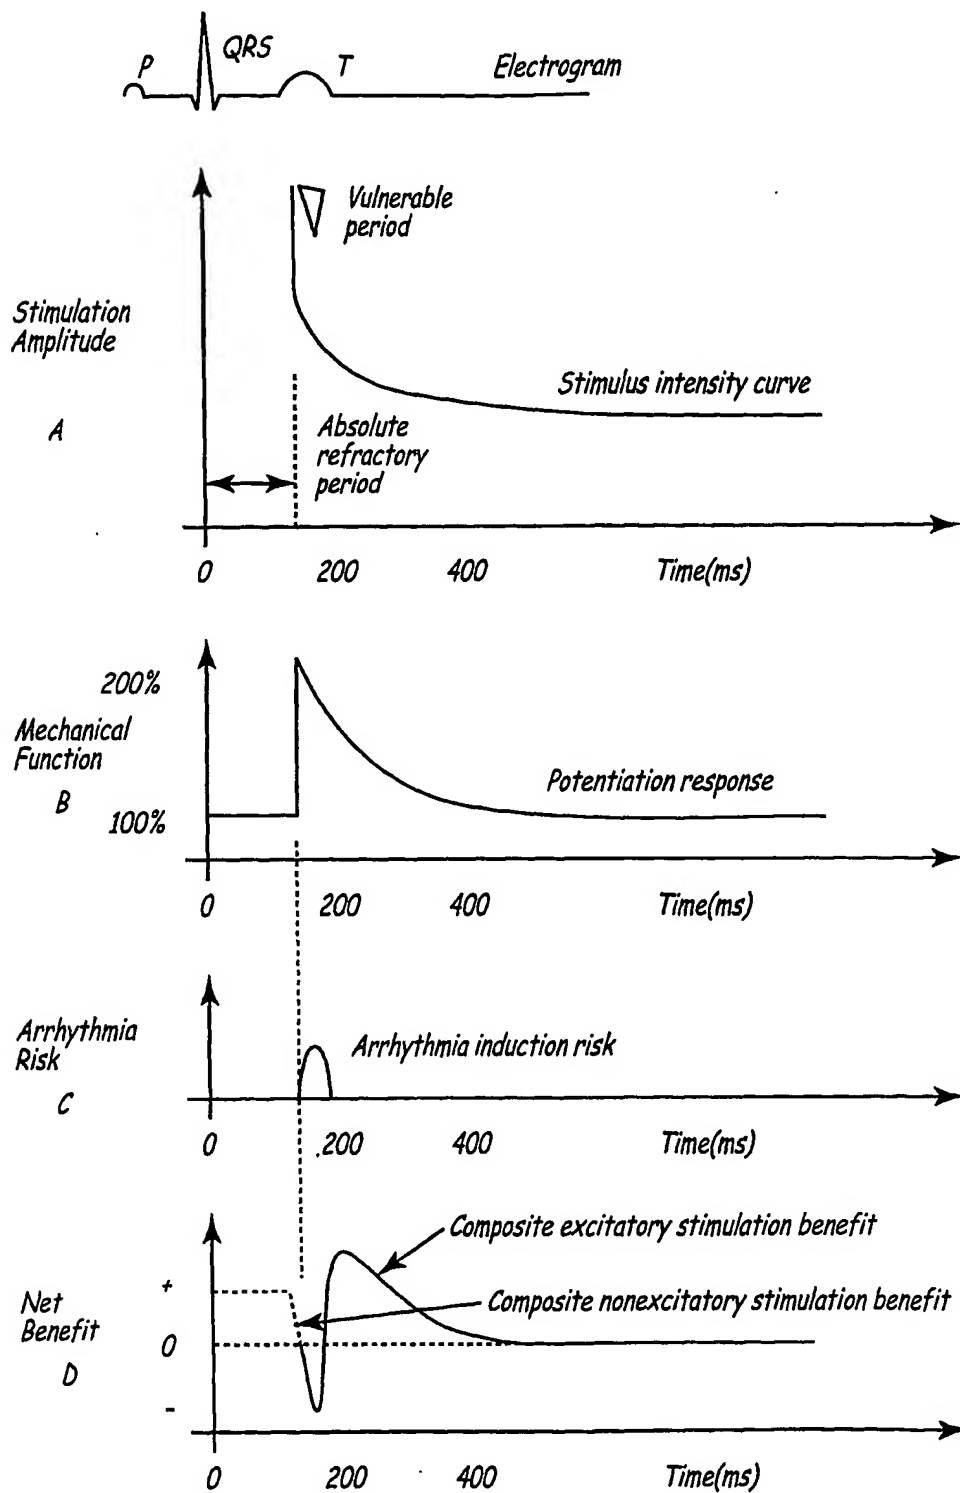 P
QRS
T
Electrogram
Vulnerable
period
Stimulation
Amplitude
A
Stimulus intensity curve
Absolute
refractory
period
0 200 400 Time(ms)
200%
Mechanical
Function
B
100%
Potentiation response
0 200 400 Time(ms)
Arrhythmia
Risk
C
Arrhythmia induction risk
0 200 400 Time(ms)
Composite excitatory stimulation benefit
+
Composite nonexcitatory stimulation benefit
Net
Benefit
D
0
-
0 200 400 Time(ms)